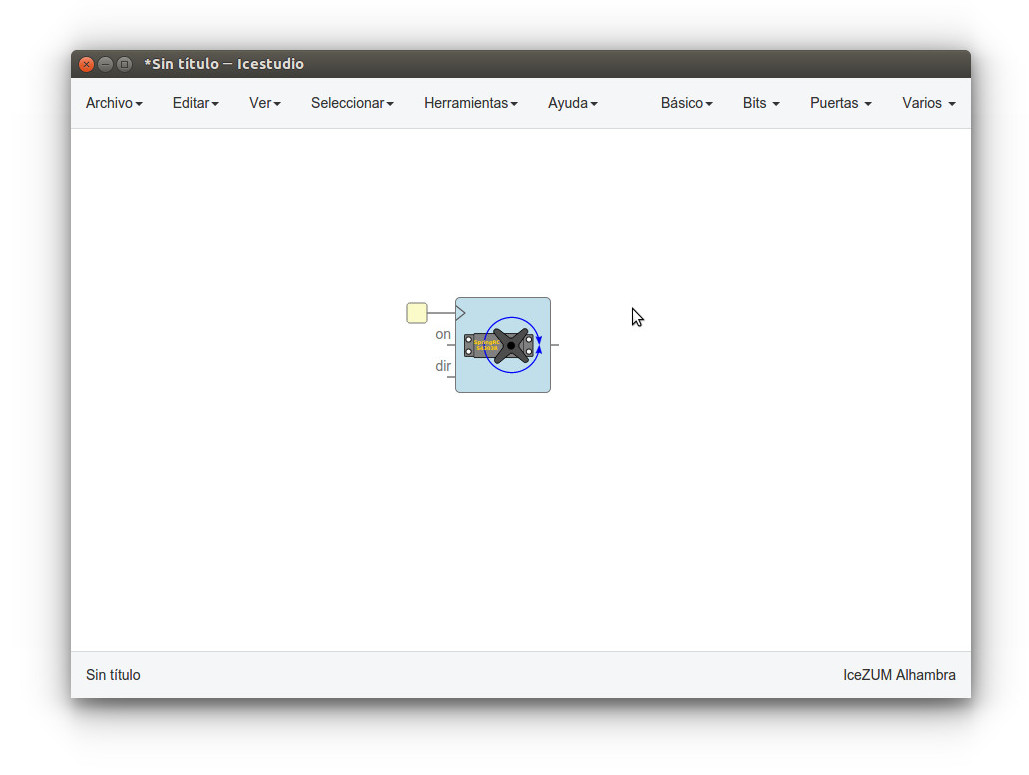 *Sin título — Icestudio
Archivo Editar Ver Seleccionar Herramientas Ayuda Básico Bits Puertas Varios
on
dir
SpringRC
Sin título IceZUM Alhambra